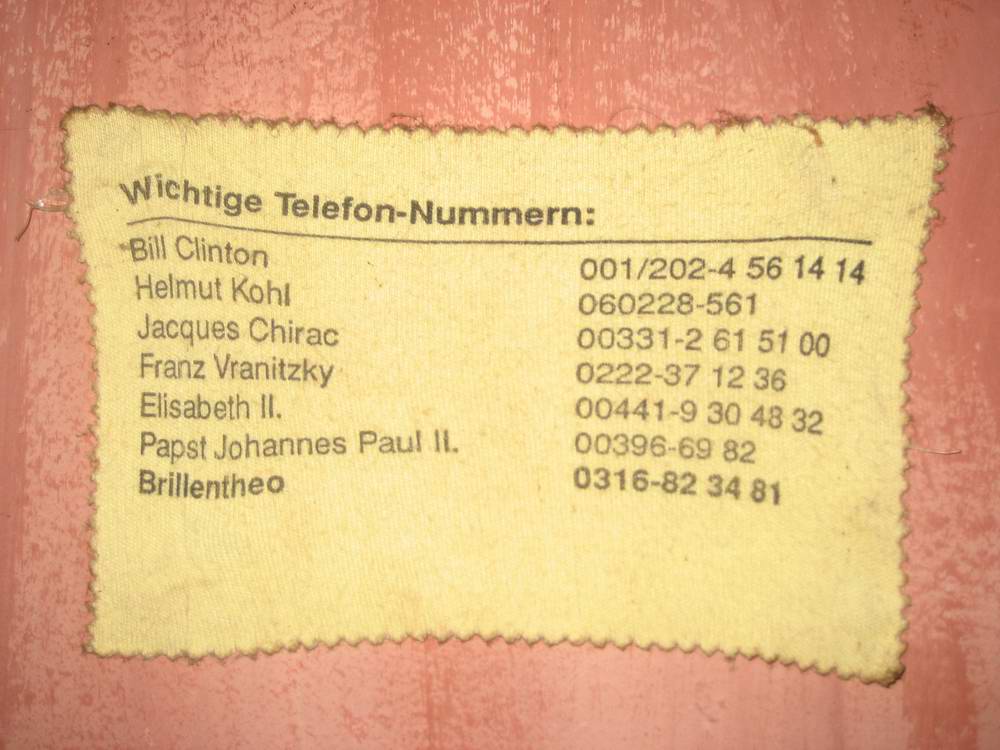 Wichtige Telefon-Nummern:
Bill Clinton 001/202-4 56 14 14
Helmut Kohl 060228-561
Jacques Chirac 00331-2 61 51 00
Franz Vranitzky 0222-37 12 36
Elisabeth II. 00441-9 30 48 32
Papst Johannes Paul II. 00396-69 82
Brillentheo 0316-82 34 81